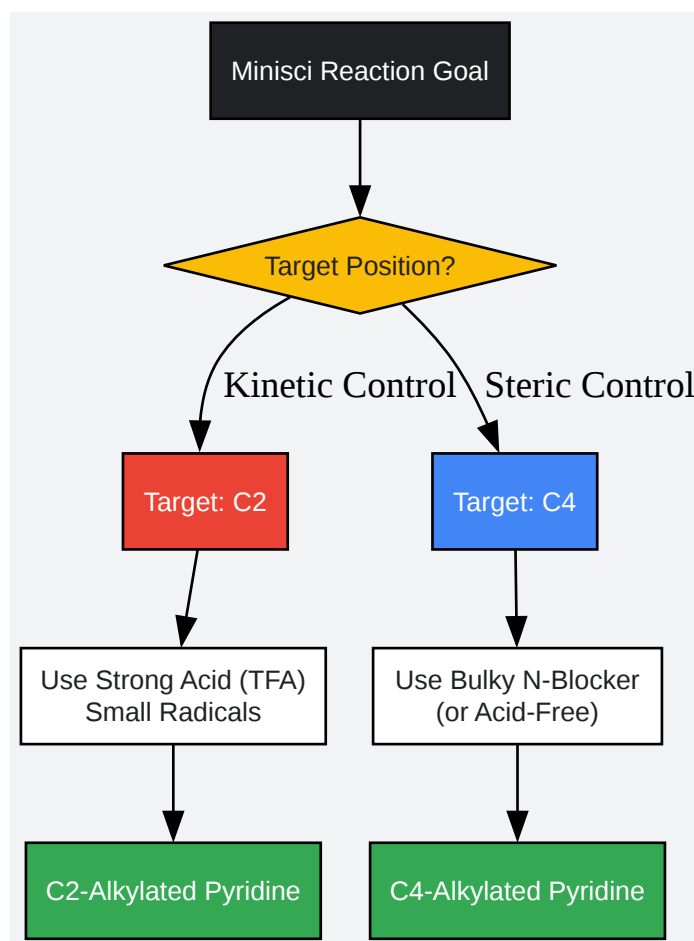 Minisci Reaction Goal
Target Position?
Kinetic Control
Steric Control
Target: C2
Target: C4
Use Strong Acid (TFA)
Small Radicals
Use Bulky N-Blocker
(or Acid-Free)
C2-Alkylated Pyridine
C4-Alkylated Pyridine